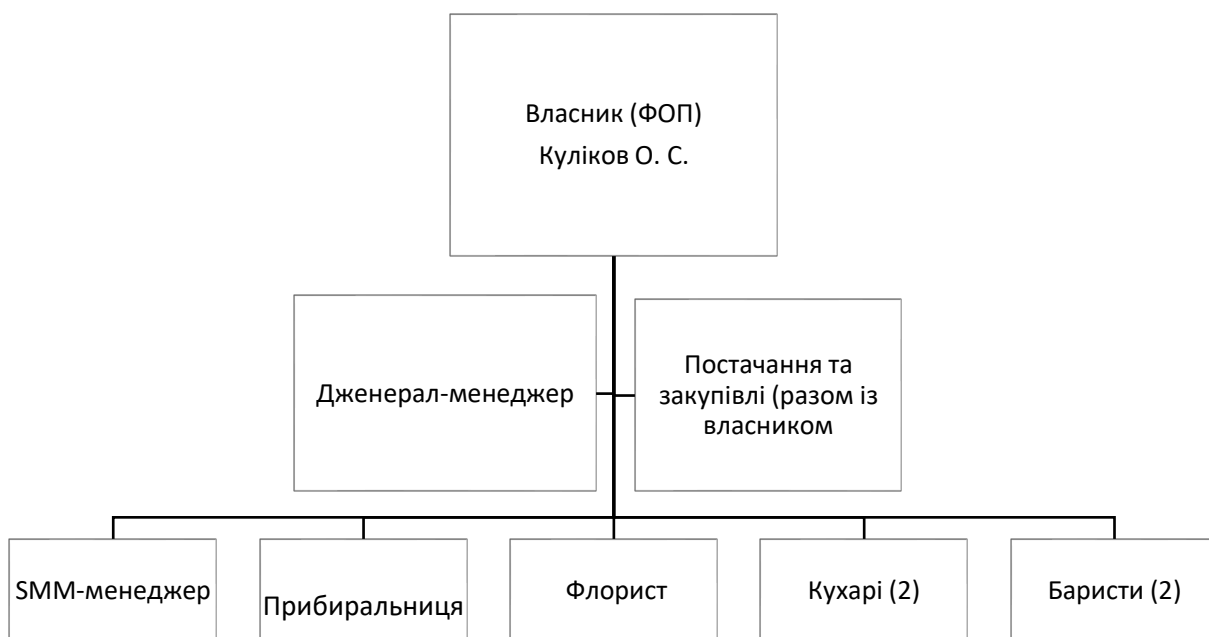 Власник (ФОП)
Куліков О. С.
Дженерал-менеджер
Постачання та
закупівлі (разом із
власником
SMM-менеджер
Прибиральниця
Флорист
Кухарі (2)
Баристи (2)